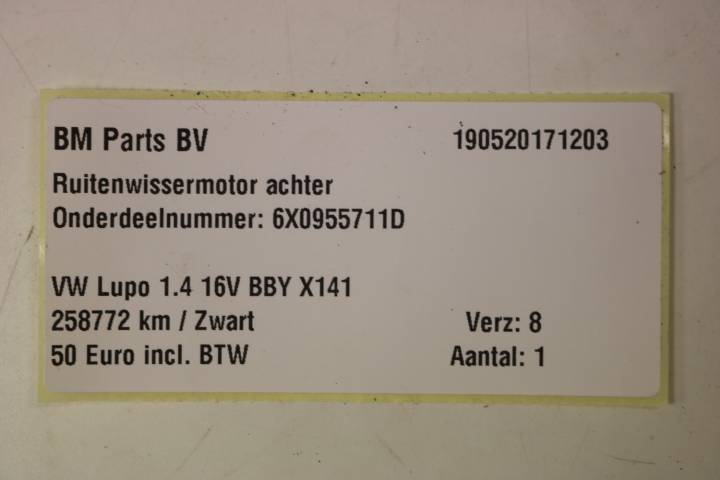 BM Parts BV 190520171203
Ruitenwissermotor achter
Onderdeelnummer: 6X0955711D
VW Lupo 1.4 16V BBY X141
258772 km / Zwart Verz: 8
50 Euro incl. BTW Aantal: 1